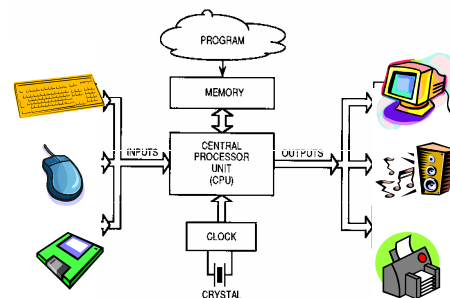 PROGRAM
MEMORY
INPUTS
CENTRAL
PROCESSOR
UNIT
(CPU)
OUTPUTS
CLOCK
CRYSTAL